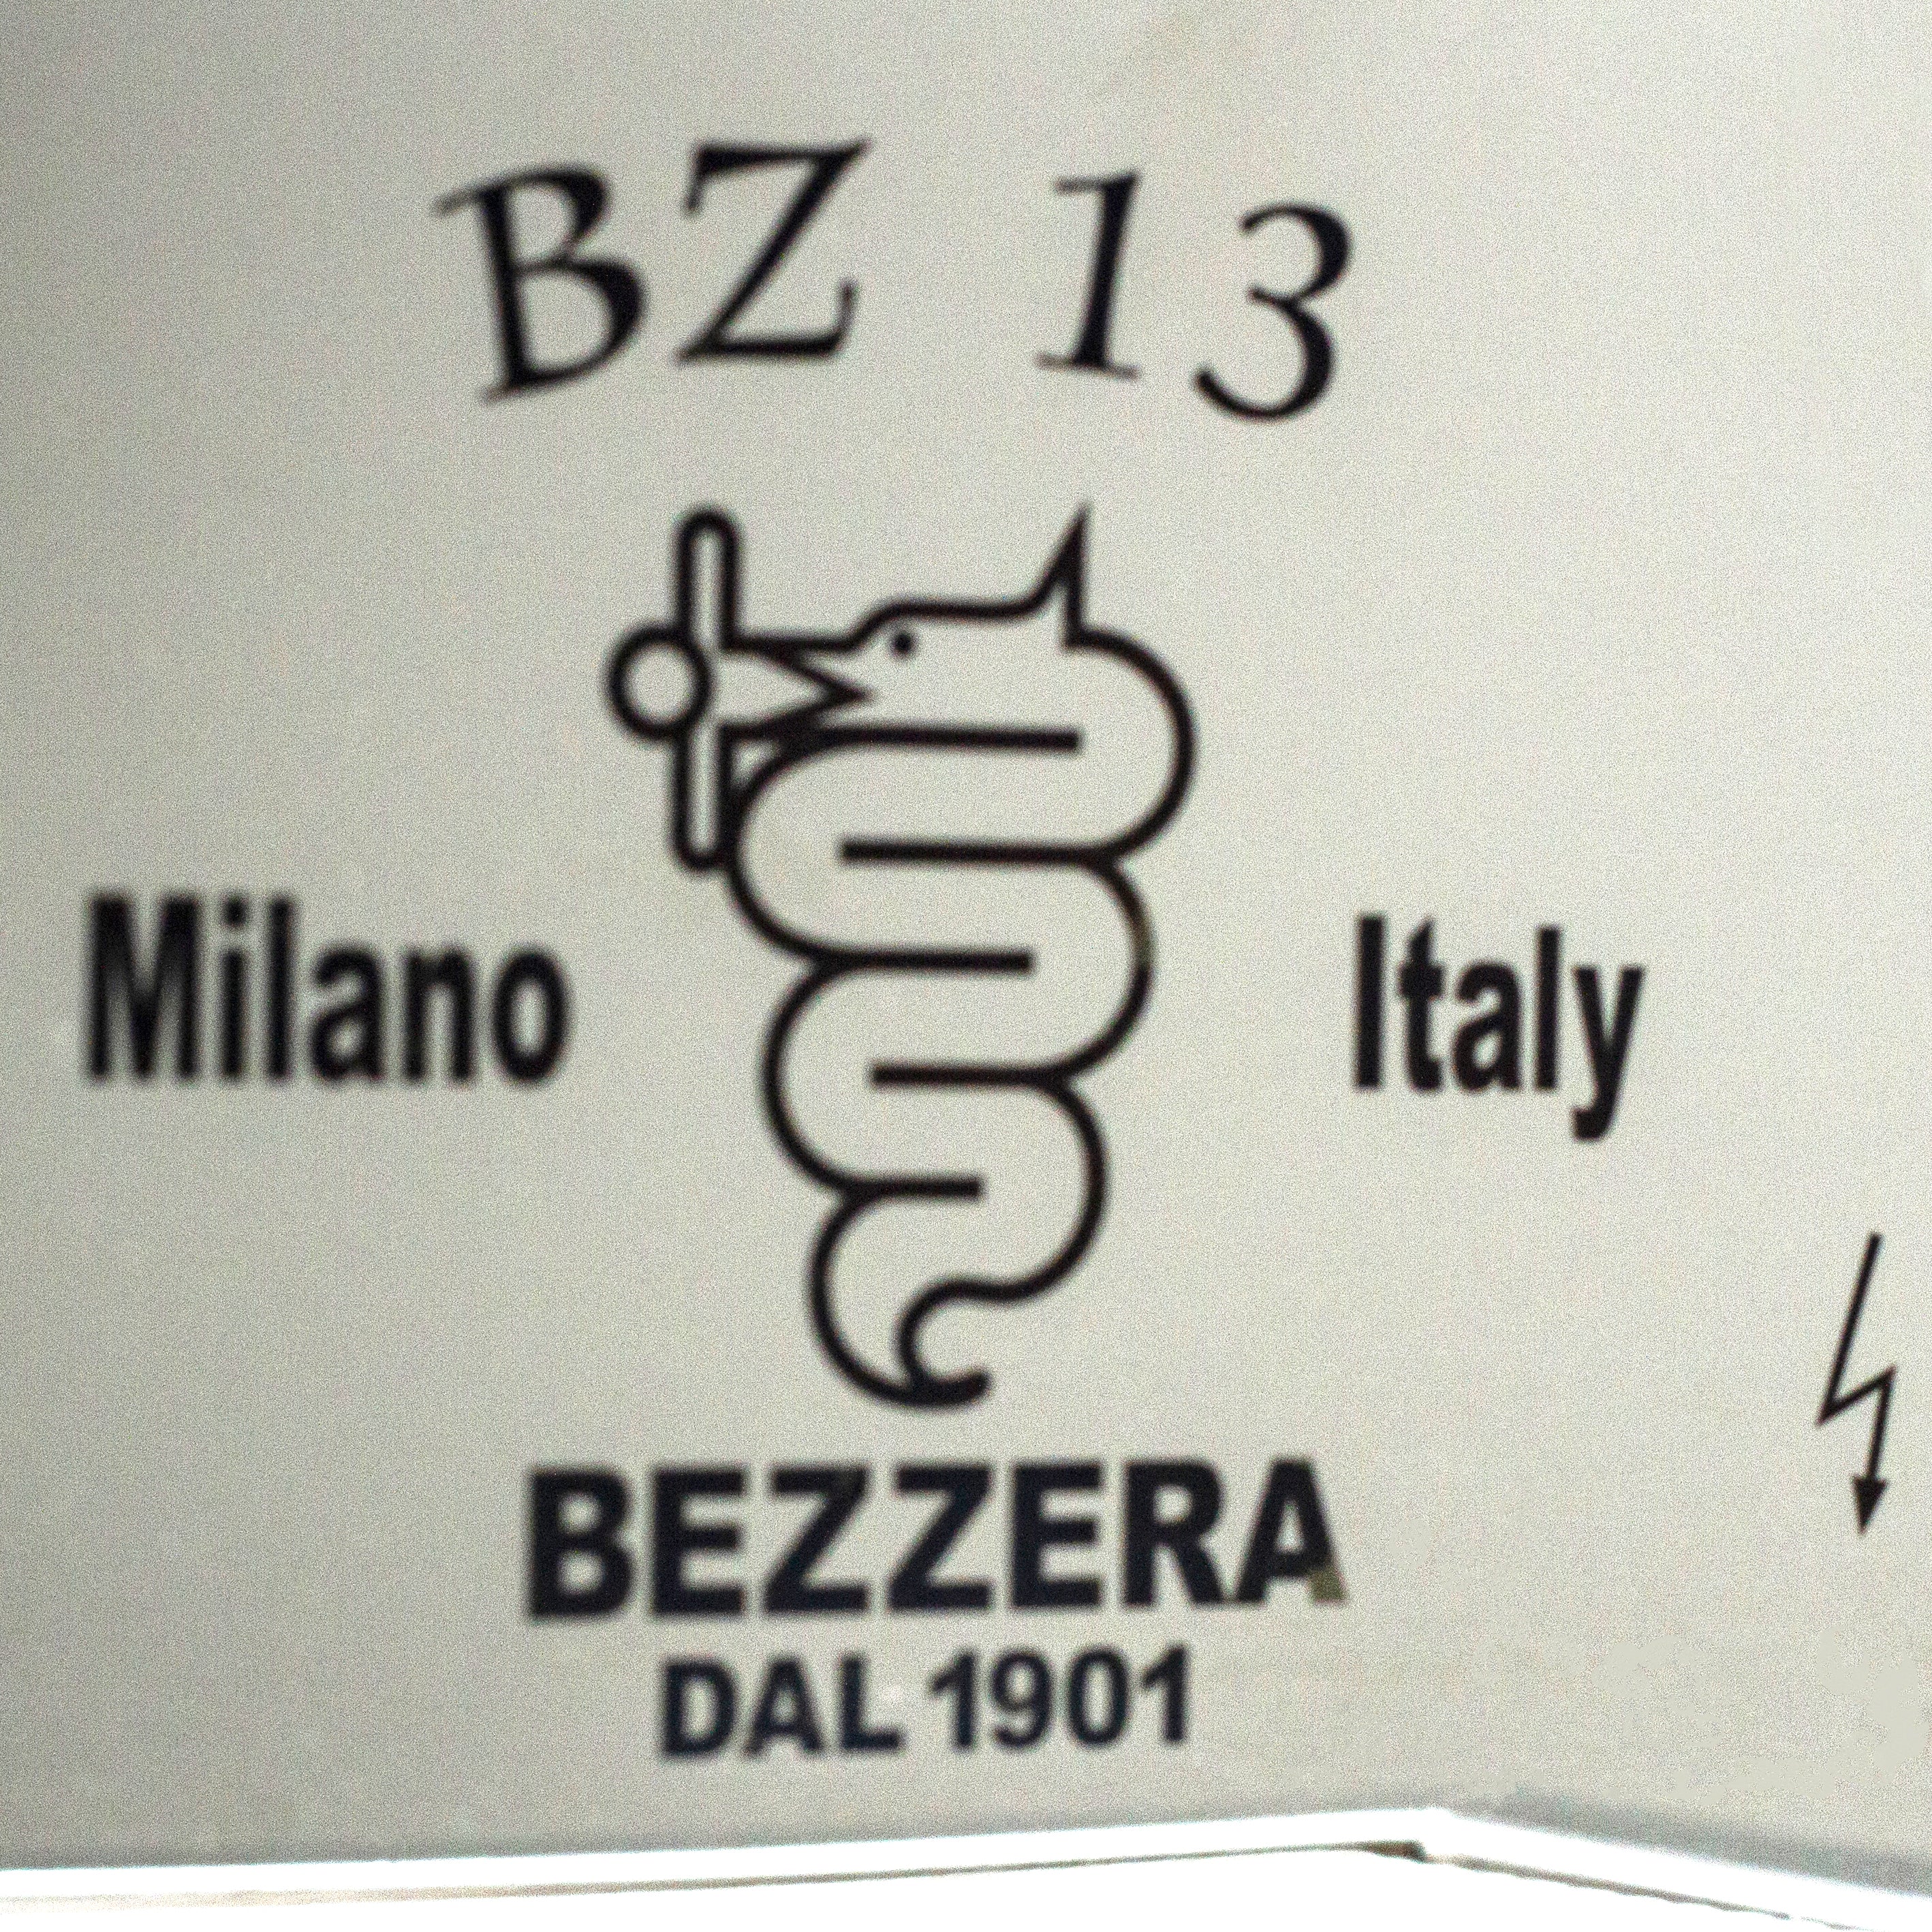 BZ 13
Milano Italy
BEZZERA
DAL 1901